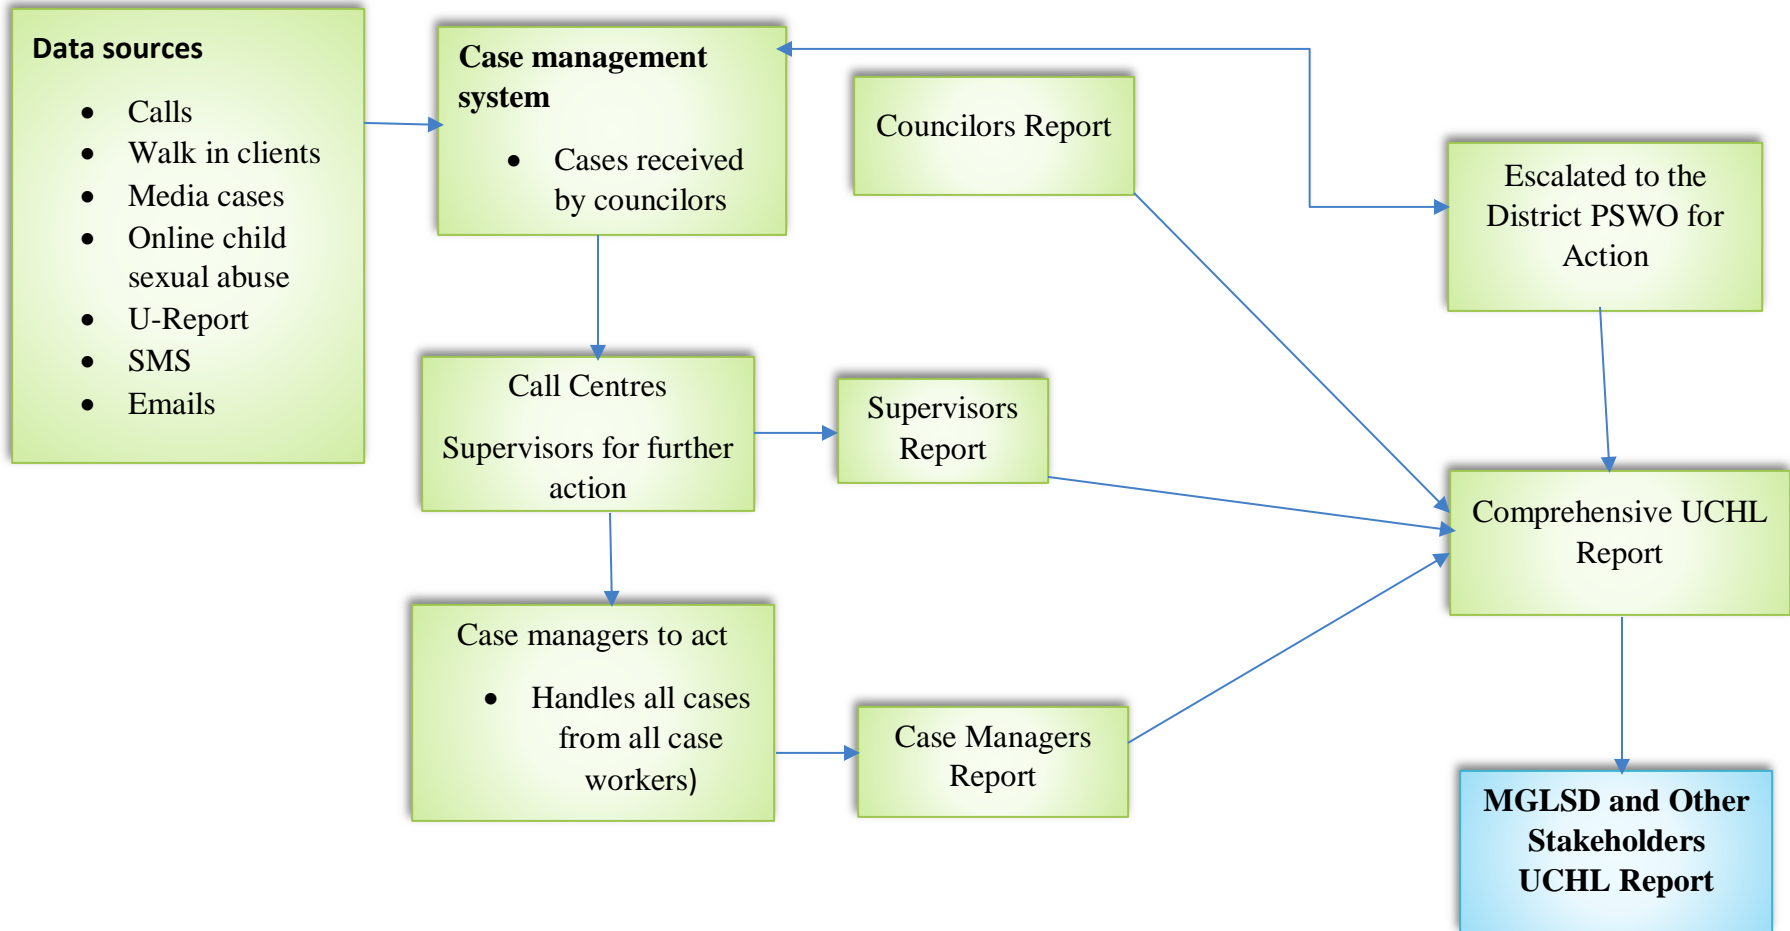 Data sources
• Calls
• Walk in clients
• Media cases
• Online child
sexual abuse
• U-Report
• SMS
• Emails
Case management
system
• Cases received
by councilors
Councilors Report
Escalated to the
District PSWO for
Action
Call Centres
Supervisors for further
action
Supervisors
Report
Comprehensive UCHL
Report
Case managers to act
• Handles all cases
from all case
workers)
Case Managers
Report
MGLSD and Other
Stakeholders
UCHL Report